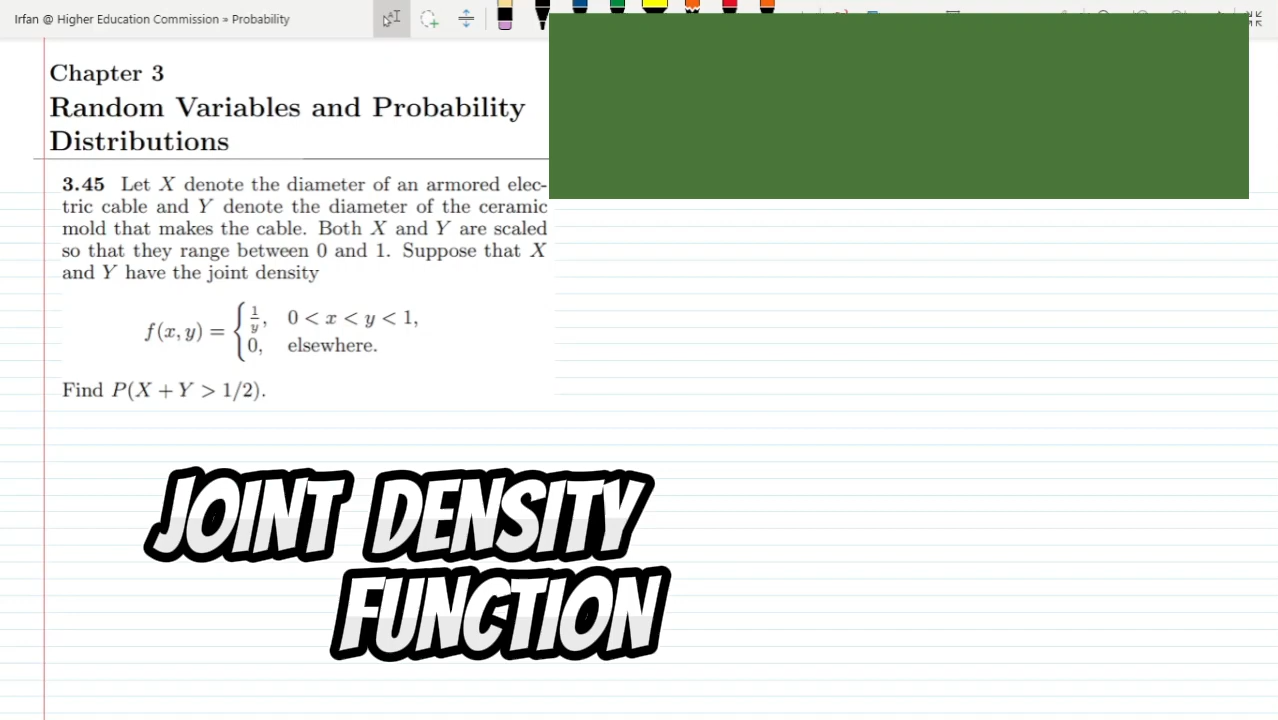 Irfan @ Higher Education Commission » Probability
Chapter 3
Random Variables and Probability
Distributions
3.45 Let X denote the diameter of an armored elec-
tric cable and Y denote the diameter of the ceramic
mold that makes the cable. Both X and Y are scaled
so that they range between 0 and 1. Suppose that X
and Y have the joint density
f(x, y) = { 1/y, 0 < x < y < 1,
0, elsewhere.
Find P(X + Y > 1/2).
JOINT DENSITY
FUNCTION